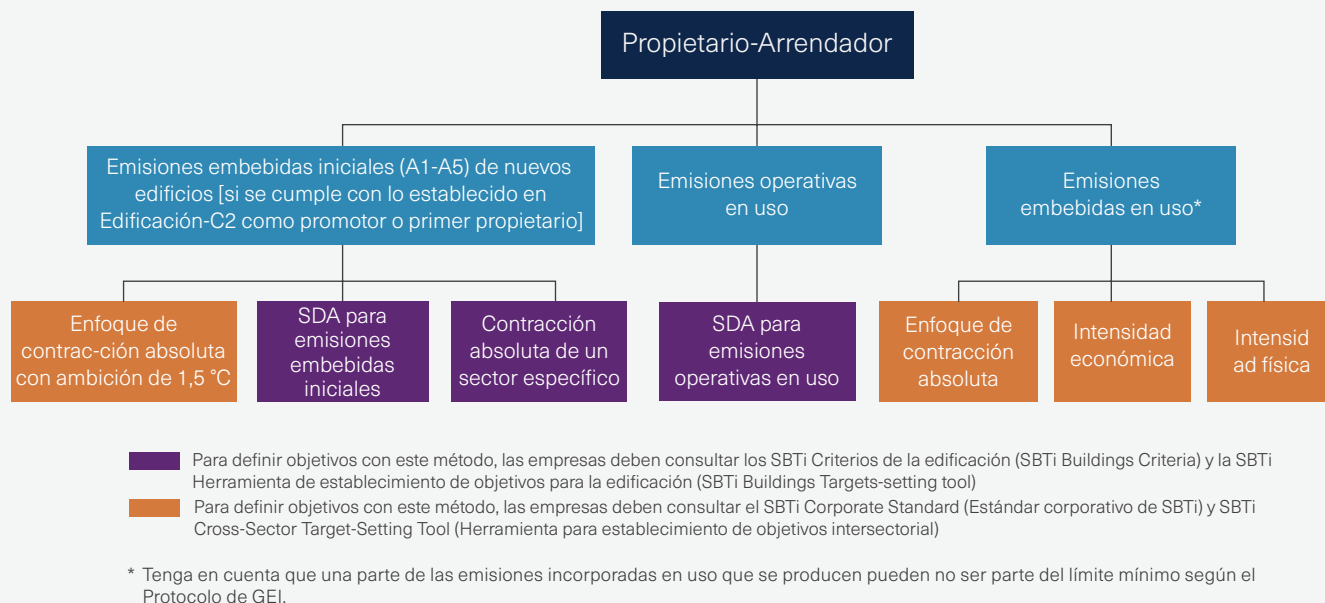 Propietario-Arrendador
Emisiones embebidas iniciales (A1-A5) de nuevos
edificios [si se cumple con lo establecido en
Edificación-C2 como promotor o primer propietario]
Emisiones operativas
en uso
Emisiones
embebidas en uso*
Enfoque de
contrac-ción absoluta
con ambición de 1,5 °C
SDA para
emisiones
embebidas
iniciales
Contracción
absoluta de un
sector específico
SDA para
emisiones
operativas en uso
Enfoque de
contracción
absoluta
Intensidad
económica
Intensid
ad física
Para definir objetivos con este método, las empresas deben consultar los SBTi Criterios de la edificación (SBTi Buildings Criteria) y la SBTi
Herramienta de establecimiento de objetivos para la edificación (SBTi Buildings Targets-setting tool)
Para definir objetivos con este método, las empresas deben consultar el SBTi Corporate Standard (Estándar corporativo de SBTi) y SBTi
Cross-Sector Target-Setting Tool (Herramienta para establecimiento de objetivos intersectorial)
* Tenga en cuenta que una parte de las emisiones incorporadas en uso que se producen pueden no ser parte del límite mínimo según el
Protocolo de GEI.